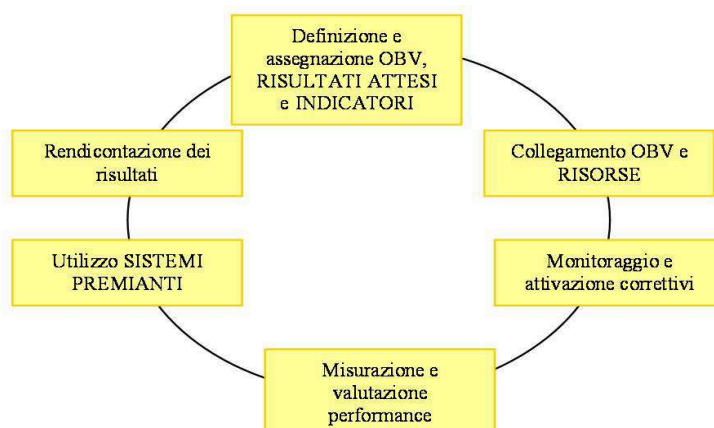 Definizione e
assegnazione OBV,
RISULTATI ATTESI
e INDICATORI
Collegamento OBV e
RISORSE
Monitoraggio e
attivazione correttivi
Misurazione e
valutazione
performance
Utilizzo SISTEMI
PREMIANTI
Rendicontazione dei
risultati